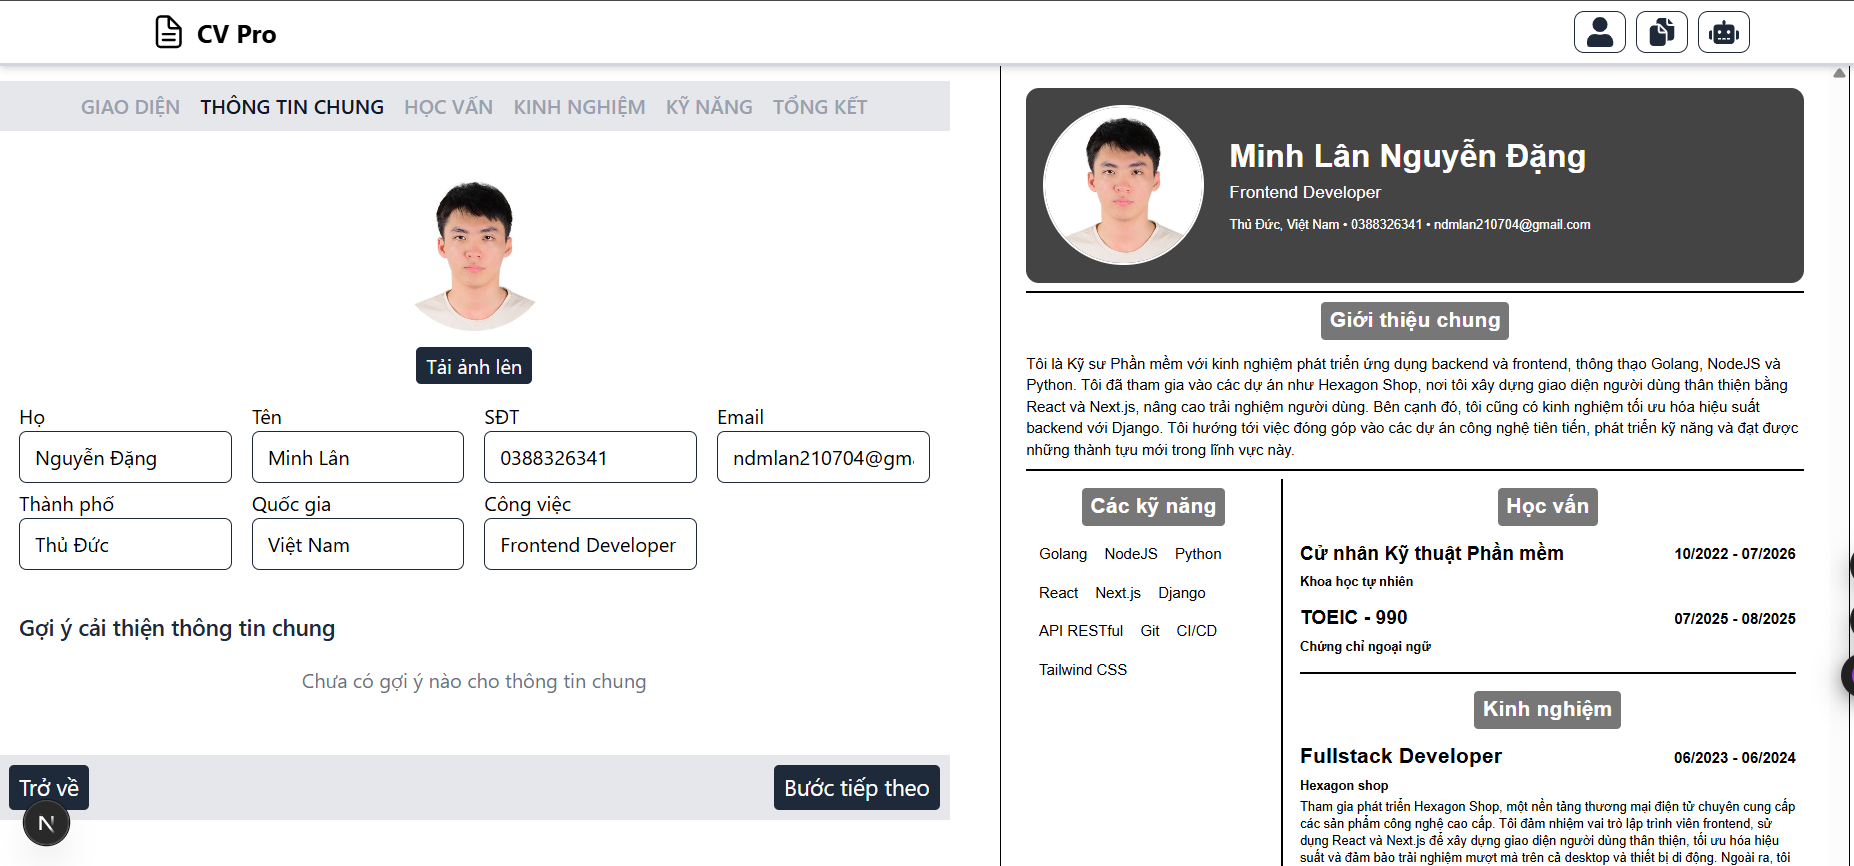 CV Pro
GIAO DIỆN THÔNG TIN CHUNG HỌC VẤN KINH NGHIỆM KỸ NĂNG TỔNG KẾT
Tải ảnh lên
Họ Tên SĐT Email
Nguyễn Đặng Minh Lân 0388326341 ndmlan210704@gm
Thành phố Quốc gia Công việc
Thủ Đức Việt Nam Frontend Developer
Gợi ý cải thiện thông tin chung
Chưa có gợi ý nào cho thông tin chung
Trở về Bước tiếp theo
N
Minh Lân Nguyễn Đặng
Frontend Developer
Thủ Đức, Việt Nam • 0388326341 • ndmlan210704@gmail.com
Giới thiệu chung
Tôi là Kỹ sư Phần mềm với kinh nghiệm phát triển ứng dụng backend và frontend, thông thạo Golang, NodeJS và
Python. Tôi đã tham gia vào các dự án như Hexagon Shop, nơi tôi xây dựng giao diện người dùng thân thiện bằng
React và Next.js, nâng cao trải nghiệm người dùng. Bên cạnh đó, tôi cũng có kinh nghiệm tối ưu hóa hiệu suất
backend với Django. Tôi hướng tới việc đóng góp vào các dự án công nghệ tiên tiến, phát triển kỹ năng và đạt được
những thành tựu mới trong lĩnh vực này.
Các kỹ năng
Golang NodeJS Python
React Next.js Django
API RESTful Git CI/CD
Tailwind CSS
Học vấn
Cử nhân Kỹ thuật Phần mềm 10/2022 - 07/2026
Khoa học tự nhiên
TOEIC - 990 07/2025 - 08/2025
Chứng chỉ ngoại ngữ
Kinh nghiệm
Fullstack Developer 06/2023 - 06/2024
Hexagon shop
Tham gia phát triển Hexagon Shop, một nền tảng thương mại điện tử chuyên cung cấp
các sản phẩm công nghệ cao cấp. Tôi đảm nhiệm vai trò lập trình viên frontend, sử
dụng React và Next.js để xây dựng giao diện người dùng thân thiện, tối ưu hóa hiệu
suất và đảm bảo trải nghiệm mượt mà trên cả desktop và thiết bị di động. Ngoài ra, tôi